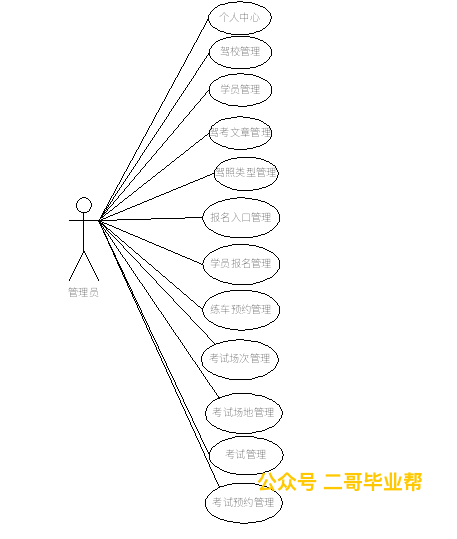 个人中心
驾校管理
学员管理
驾考文章管理
驾照类型管理
报名入口管理
学员报名管理
管理员
练车预约管理
考试场次管理
考试场地管理
考试管理
公众号 二哥毕业帮
考试预约管理